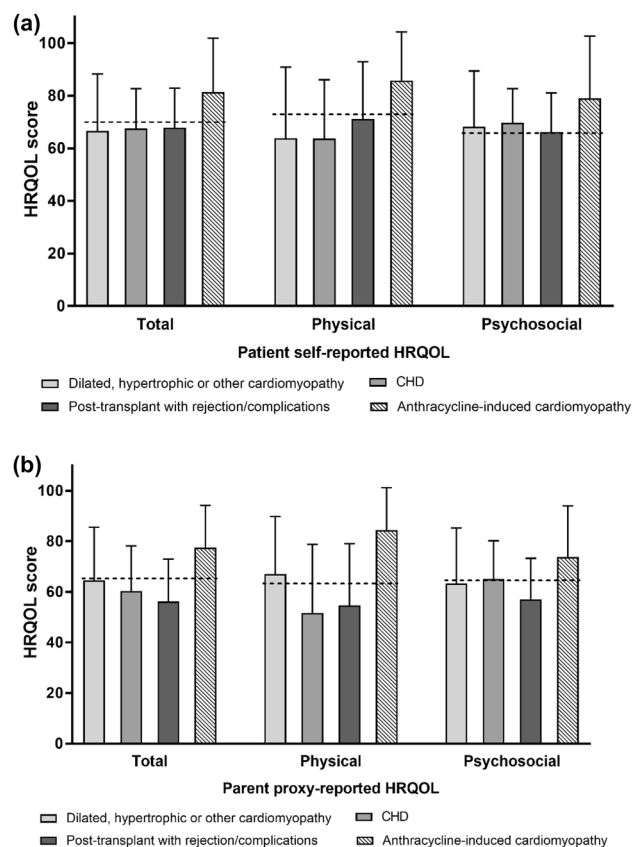 (a)
HRQOL score
100
80
60
40
20
0
Total Physical Psychosocial
Patient self-reported HRQOL
Dilated, hypertrophic or other cardiomyopathy CHD
Post-transplant with rejection/complications Anthracycline-induced cardiomyopathy
(b)
HRQOL score
100
80
60
40
20
0
Total Physical Psychosocial
Parent proxy-reported HRQOL
Dilated, hypertrophic or other cardiomyopathy CHD
Post-transplant with rejection/complications Anthracycline-induced cardiomyopathy